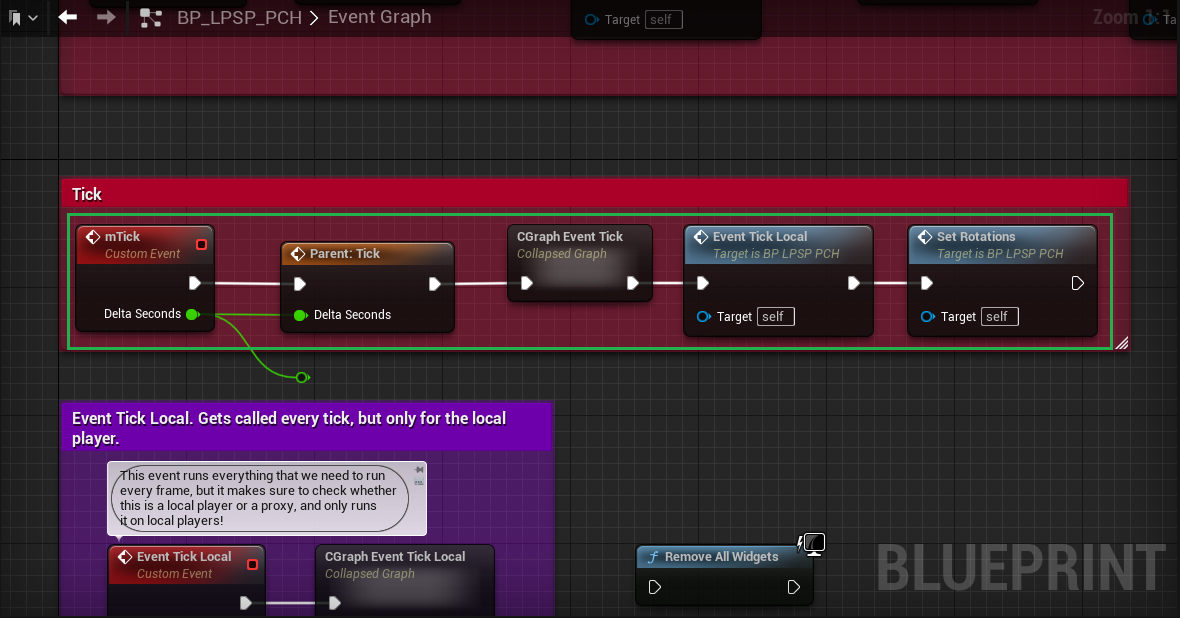 BP_LPSP_PCH > Event Graph
Target self
Zoom 1:1
Ta
Tick
mTick
Custom Event
Delta Seconds
Parent: Tick
Delta Seconds
CGraph Event Tick
Collapsed Graph
Event Tick Local
Target is BP LPSP PCH
Target self
Set Rotations
Target is BP LPSP PCH
Target self
Event Tick Local. Gets called every tick, but only for the local
player.
This event runs everything that we need to run
every frame, but it makes sure to check whether
this is a local player or a proxy, and only runs
it on local players!
Event Tick Local
Custom Event
CGraph Event Tick Local
Collapsed Graph
f Remove All Widgets
BLUEPRINT